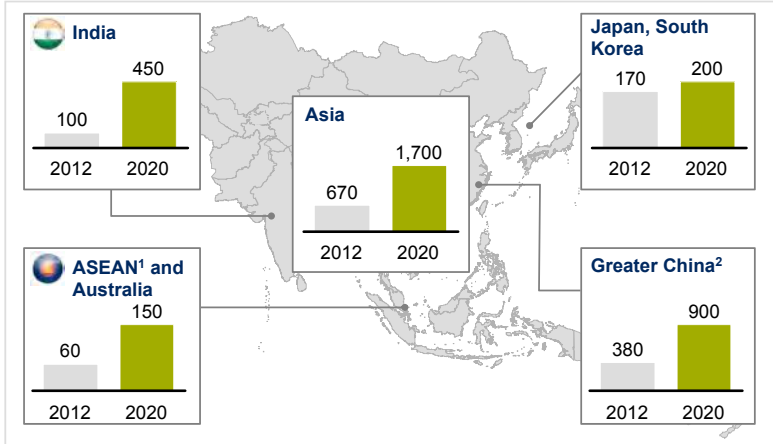 India
450
100
2012 2020
Asia
1,700
670
2012 2020
Japan, South
Korea
170 200
2012 2020
ASEAN¹ and
Australia
150
60
2012 2020
Greater China²
900
380
2012 2020